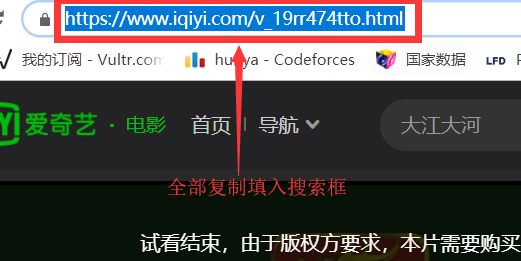 https://www.iqiyi.com/v_19rr474tto.html
我的订阅 - Vultr.com
huoya - Codeforces
国家数据
LFD
爱奇艺 · 电影
首页 | 导航
大江大河
全部复制填入搜索框
试看结束，由于版权方要求，本片需要购买